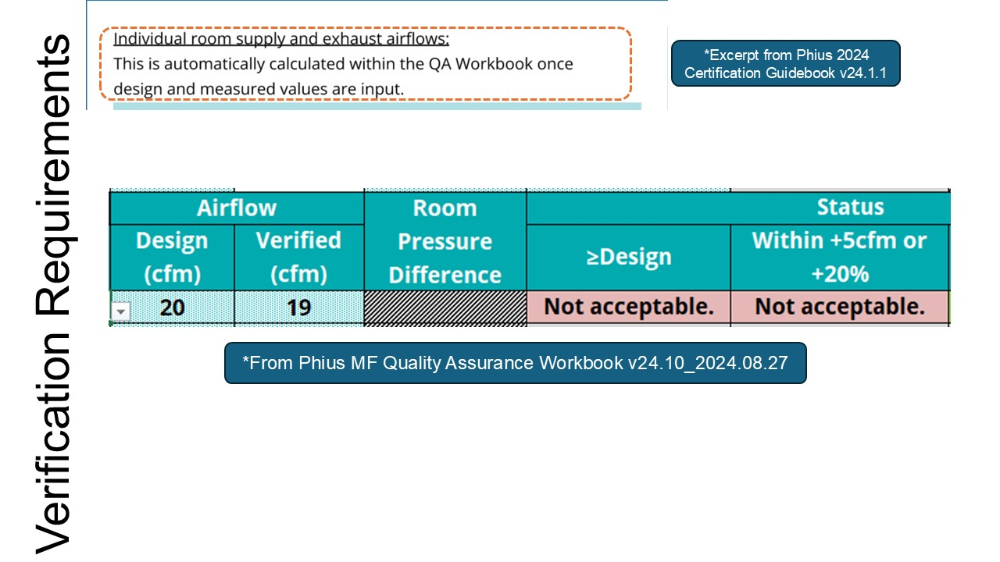 Verification Requirements
Individual room supply and exhaust airflows:
This is automatically calculated within the QA Workbook once
design and measured values are input.
*Excerpt from Phius 2024
Certification Guidebook v24.1.1
Airflow
Room
Pressure
Difference
Status
Design
(cfm)
Verified
(cfm)
≥Design
Within +5cfm or
+20%
20
19
Not acceptable.
Not acceptable.
*From Phius MF Quality Assurance Workbook v24.10_2024.08.27